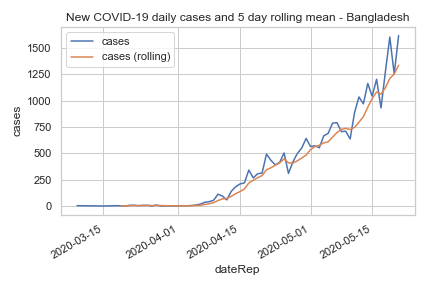 New COVID-19 daily cases and 5 day rolling mean - Bangladesh
cases
cases (rolling)
1500
1250
1000
750
500
250
0
cases
2020-03-15
2020-04-01
2020-04-15
2020-05-01
2020-05-15
dateRep